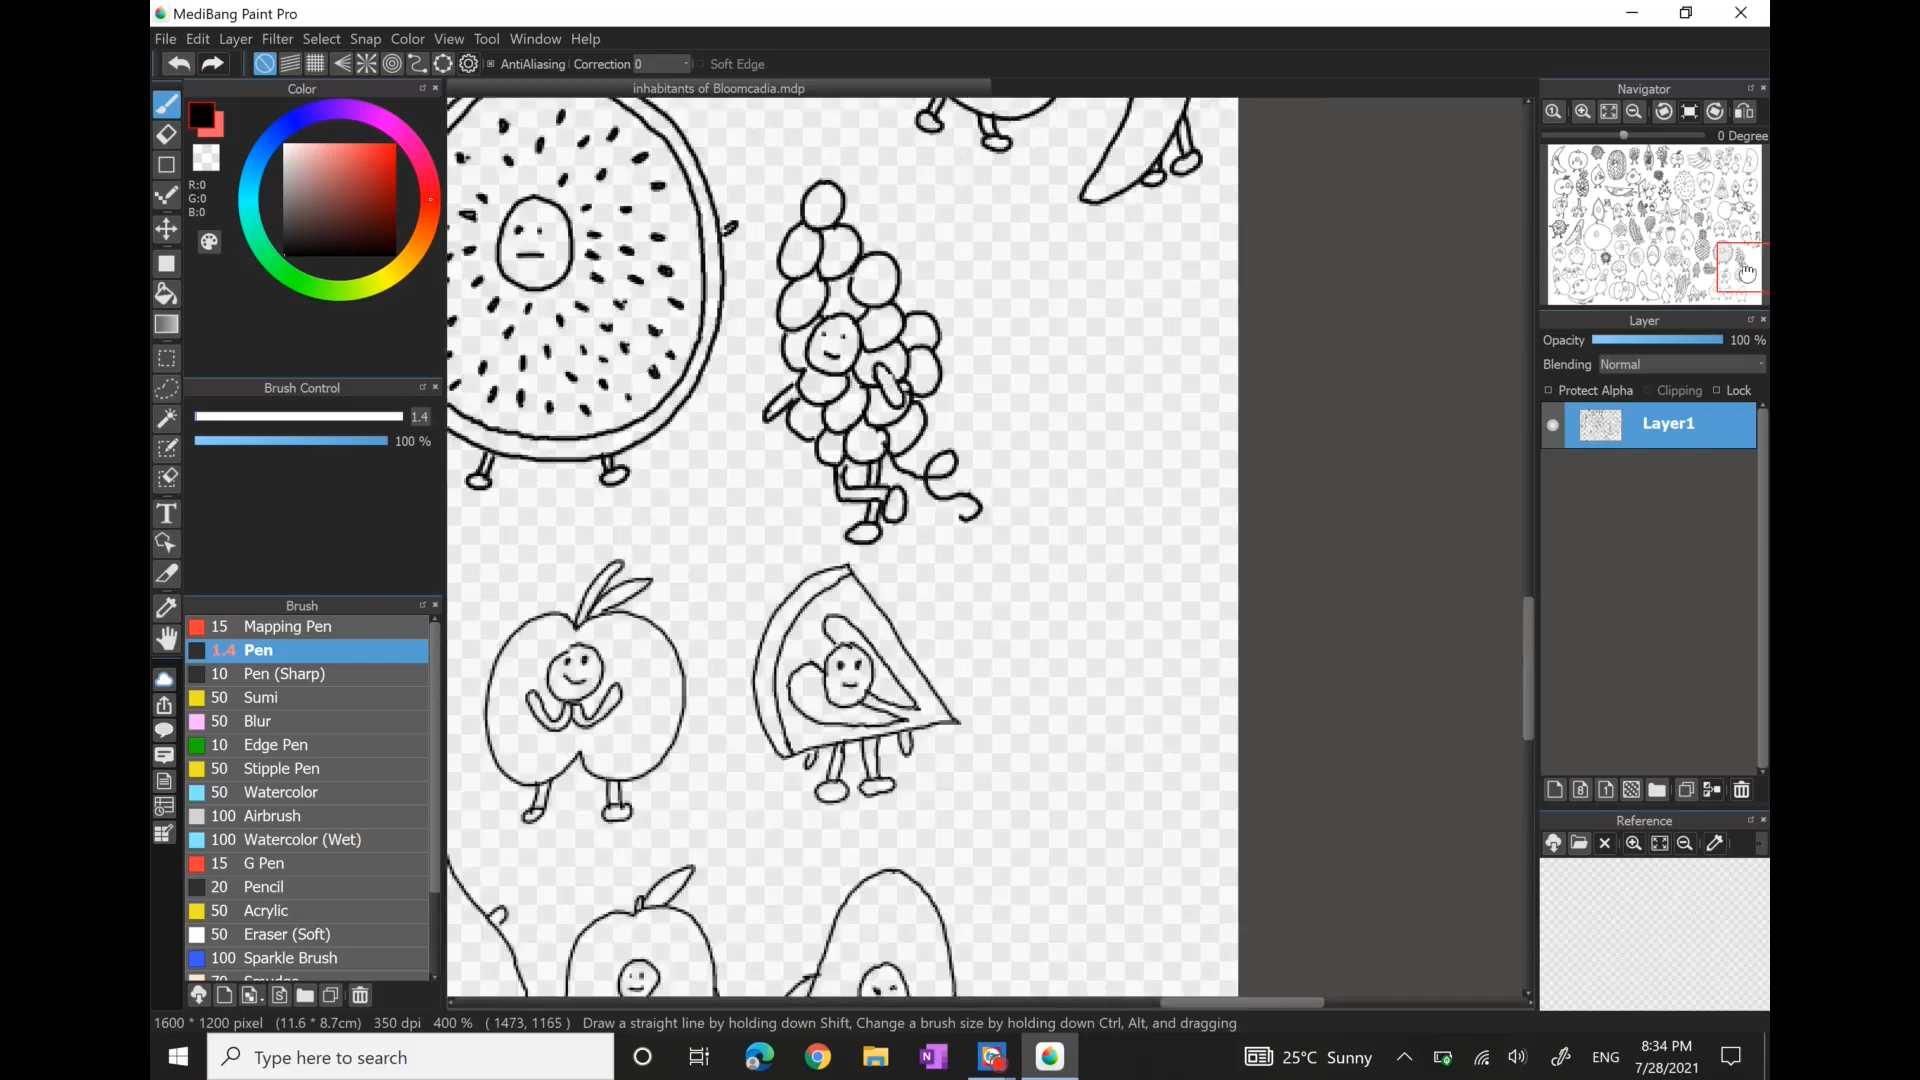 MediBang Paint Pro
File Edit Layer Filter Select Snap Color View Tool Window Help
AntiAliasing Correction 0 Soft Edge
Color
inhabitants of Bloomcadia.mdp
Navigator
0 Degree
R:0
G:0
B:0
Layer
Opacity 100 %
Blending Normal
Protect Alpha Clipping Lock
Layer1
Brush Control
1.4
100 %
Brush
15 Mapping Pen
1.4 Pen
10 Pen (Sharp)
50 Sumi
50 Blur
10 Edge Pen
50 Stipple Pen
50 Watercolor
100 Airbrush
100 Watercolor (Wet)
15 G Pen
20 Pencil
50 Acrylic
50 Eraser (Soft)
100 Sparkle Brush
Reference
1600 * 1200 pixel (11.6 * 8.7cm) 350 dpi 400 % ( 1473, 1165 ) Draw a straight line by holding down Shift, Change a brush size by holding down Ctrl, Alt, and dragging
Type here to search
25°C Sunny
ENG
8:34 PM
7/28/2021